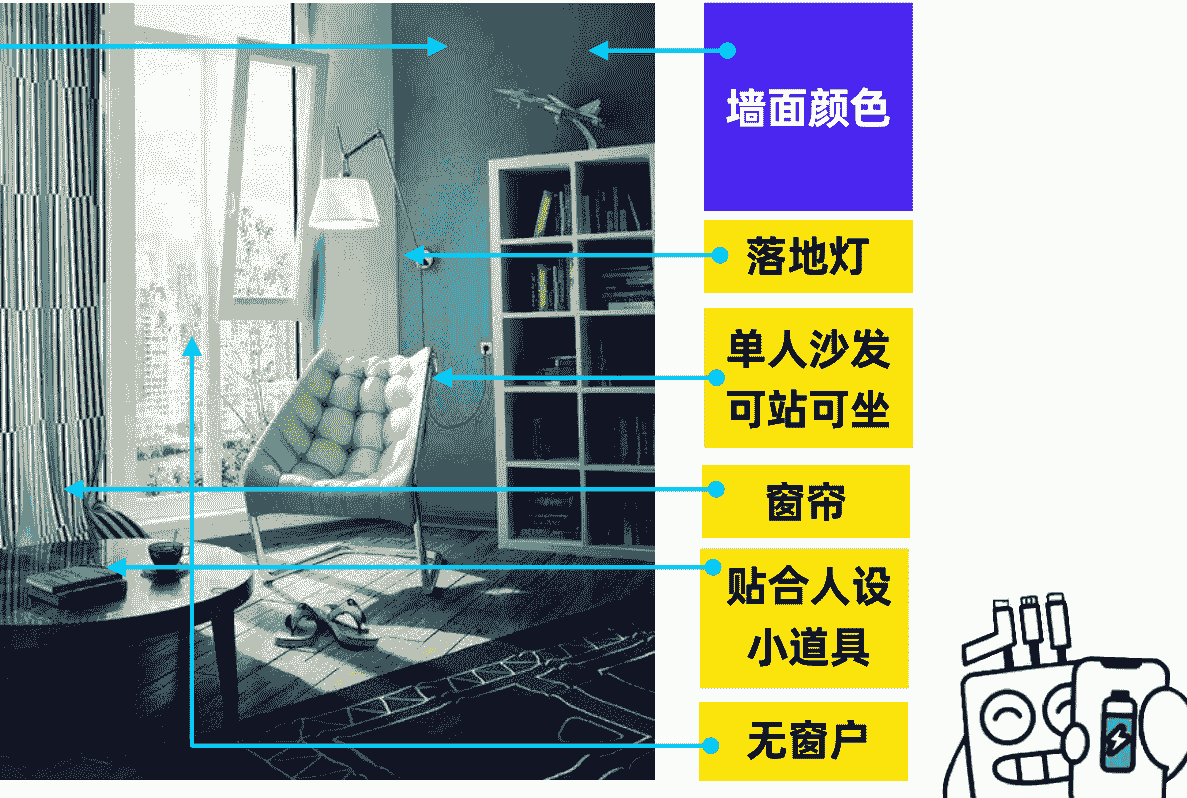 墙面颜色
落地灯
单人沙发
可站可坐
窗帘
贴合人设
小道具
无窗户